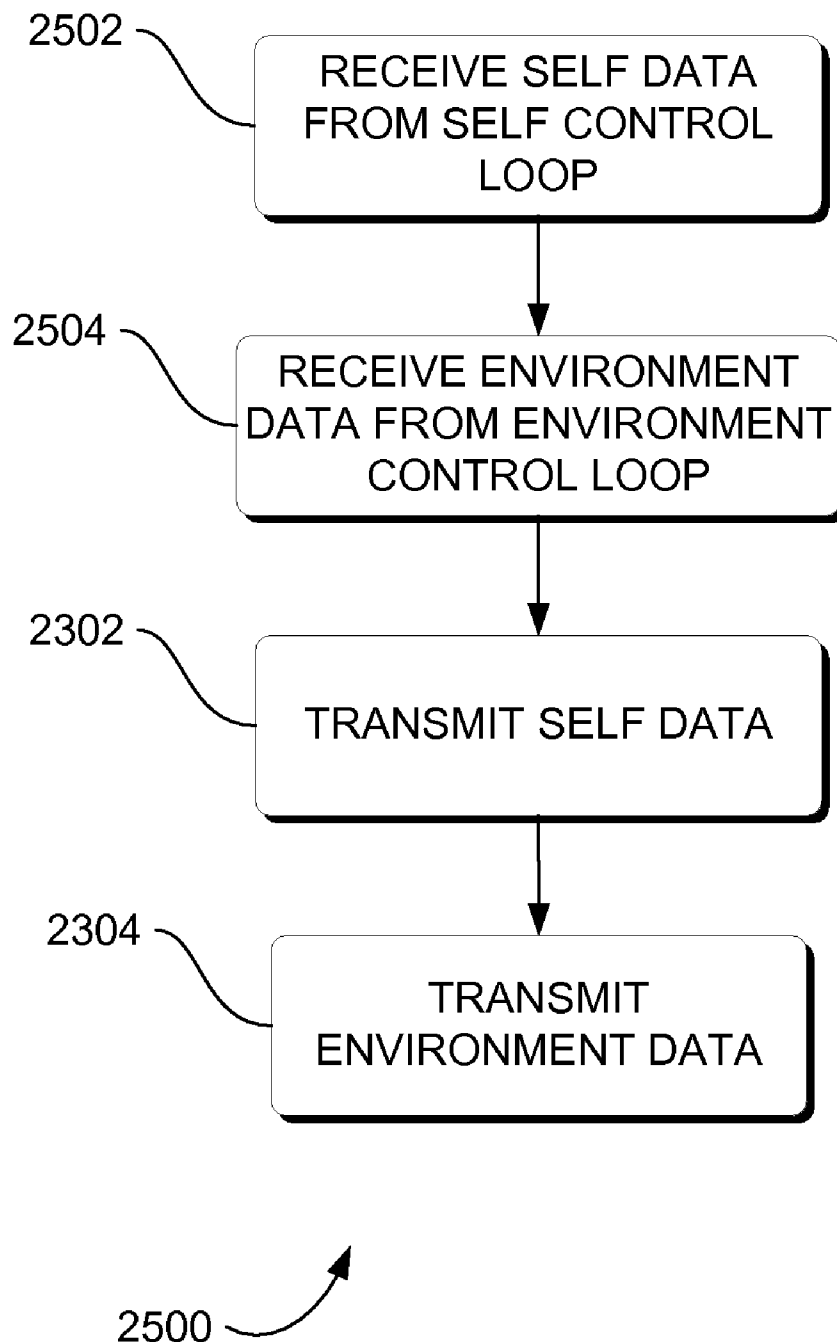 2502
RECEIVE SELF DATA
FROM SELF CONTROL
LOOP
2504
RECEIVE ENVIRONMENT
DATA FROM ENVIRONMENT
CONTROL LOOP
2302
TRANSMIT SELF DATA
2304
TRANSMIT
ENVIRONMENT DATA
2500